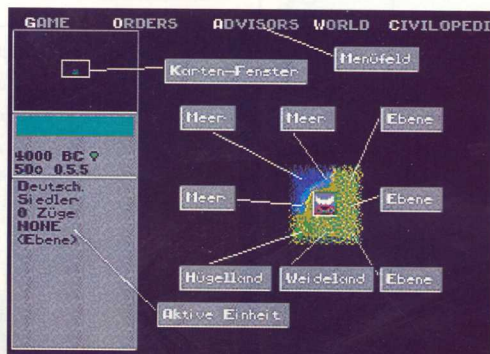 GAME ORDERS ADVISORS WORLD CIVILOPEDI
Menüfeld
Karten-Fenster
Meer Meer Ebene
4000 BC
500 0.5.5
Deutsch.
Siedler
0 Züge
NONE
(Ebene)
Meer Ebene
Hügelland Weideland Ebene
Aktive Einheit